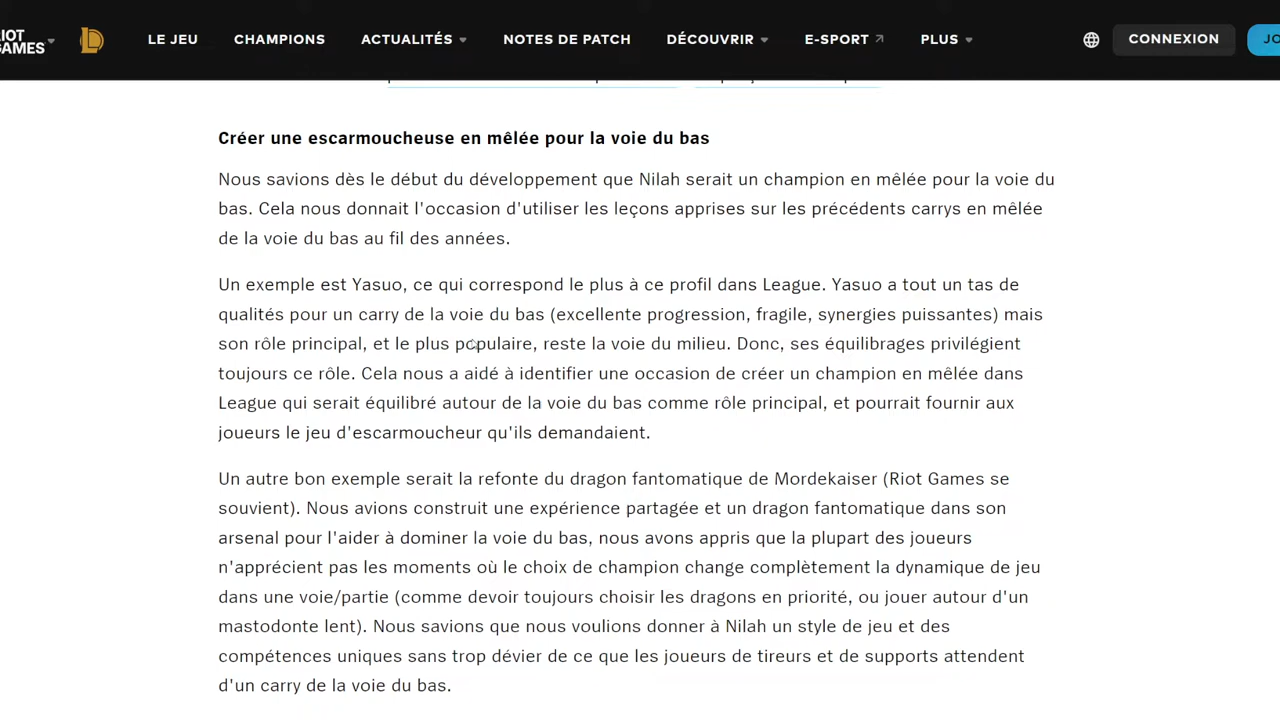 RIOT
GAMES
LE JEU
CHAMPIONS
ACTUALITÉS
NOTES DE PATCH
DÉCOUVRIR
E-SPORT
PLUS
CONNEXION
Créer une escarmoucheuse en mêlée pour la voie du bas
Nous savions dès le début du développement que Nilah serait un champion en mêlée pour la voie du
bas. Cela nous donnait l'occasion d'utiliser les leçons apprises sur les précédents carrys en mêlée
de la voie du bas au fil des années.
Un exemple est Yasuo, ce qui correspond le plus à ce profil dans League. Yasuo a tout un tas de
qualités pour un carry de la voie du bas (excellente progression, fragile, synergies puissantes) mais
son rôle principal, et le plus populaire, reste la voie du milieu. Donc, ses équilibrages privilégient
toujours ce rôle. Cela nous a aidé à identifier une occasion de créer un champion en mêlée dans
League qui serait équilibré autour de la voie du bas comme rôle principal, et pourrait fournir aux
joueurs le jeu d'escarmoucheur qu'ils demandaient.
Un autre bon exemple serait la refonte du dragon fantomatique de Mordekaiser (Riot Games se
souvient). Nous avions construit une expérience partagée et un dragon fantomatique dans son
arsenal pour l'aider à dominer la voie du bas, nous avons appris que la plupart des joueurs
n'apprécient pas les moments où le choix de champion change complètement la dynamique de jeu
dans une voie/partie (comme devoir toujours choisir les dragons en priorité, ou jouer autour d'un
mastodonte lent). Nous savions que nous voulions donner à Nilah un style de jeu et des
compétences uniques sans trop dévier de ce que les joueurs de tireurs et de supports attendent
d'un carry de la voie du bas.